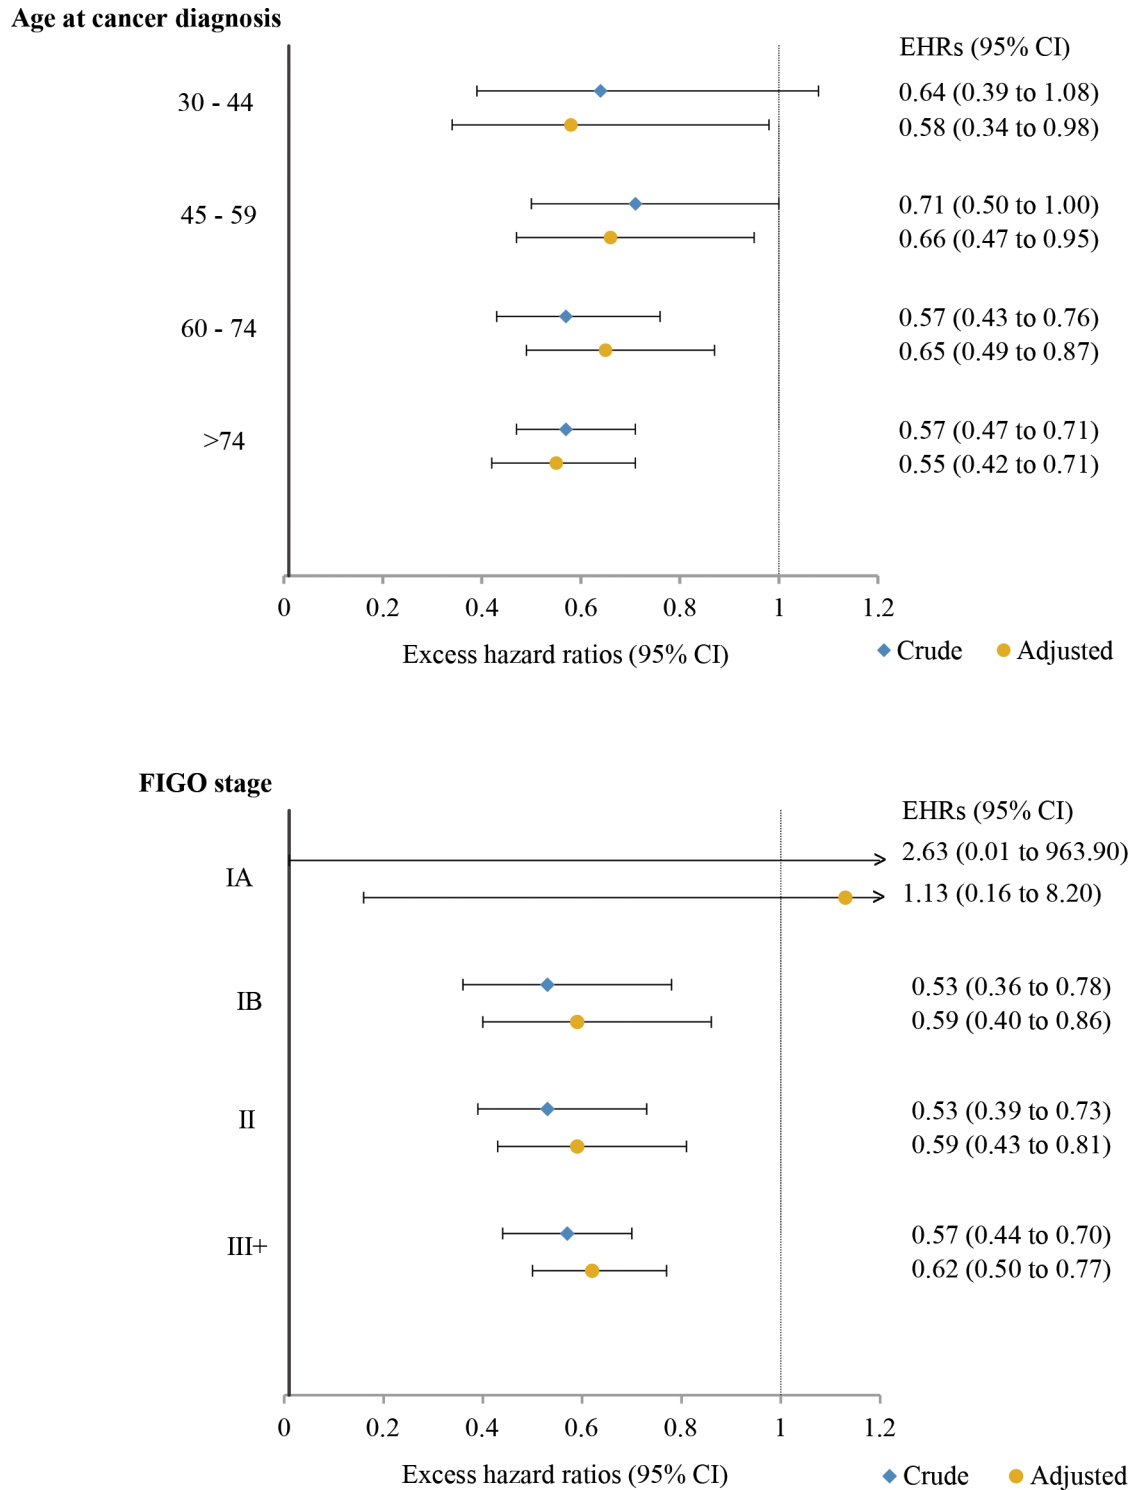 Age at cancer diagnosis
EHRs (95% CI)
30 - 44
0.64 (0.39 to 1.08)
0.58 (0.34 to 0.98)
45 - 59
0.71 (0.50 to 1.00)
0.66 (0.47 to 0.95)
60 - 74
0.57 (0.43 to 0.76)
0.65 (0.49 to 0.87)
>74
0.57 (0.47 to 0.71)
0.55 (0.42 to 0.71)
0 0.2 0.4 0.6 0.8 1 1.2
Excess hazard ratios (95% CI)
Crude Adjusted
FIGO stage
EHRs (95% CI)
IA
2.63 (0.01 to 963.90)
1.13 (0.16 to 8.20)
IB
0.53 (0.36 to 0.78)
0.59 (0.40 to 0.86)
II
0.53 (0.39 to 0.73)
0.59 (0.43 to 0.81)
III+
0.57 (0.44 to 0.70)
0.62 (0.50 to 0.77)
0 0.2 0.4 0.6 0.8 1 1.2
Excess hazard ratios (95% CI)
Crude Adjusted